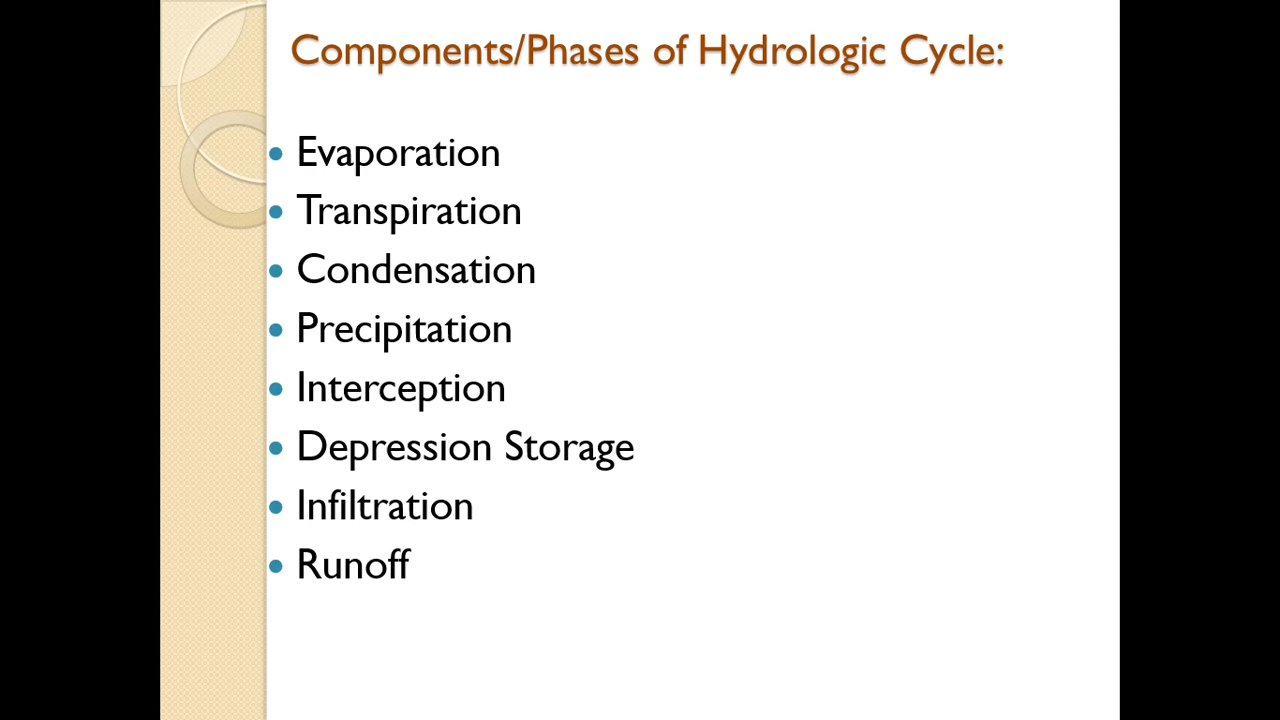 Components/Phases of Hydrologic Cycle:
• Evaporation
• Transpiration
• Condensation
• Precipitation
• Interception
• Depression Storage
• Infiltration
• Runoff